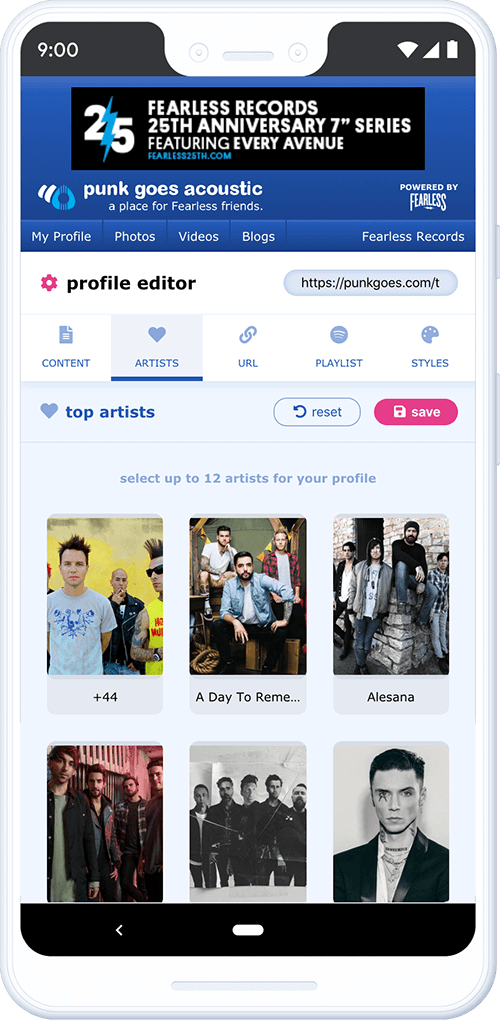 9:00
25
FEARLESS RECORDS
25TH ANNIVERSARY 7” SERIES
FEATURING EVERY AVENUE
FEARLESS25TH.COM
punk goes acoustic
a place for Fearless friends.
POWERED BY
FEARLESS
My Profile Photos Videos Blogs Fearless Records
profile editor
https://punkgoes.com/t
CONTENT ARTISTS URL PLAYLIST STYLES
top artists
reset
save
select up to 12 artists for your profile
+44
A Day To Reme...
Alesana